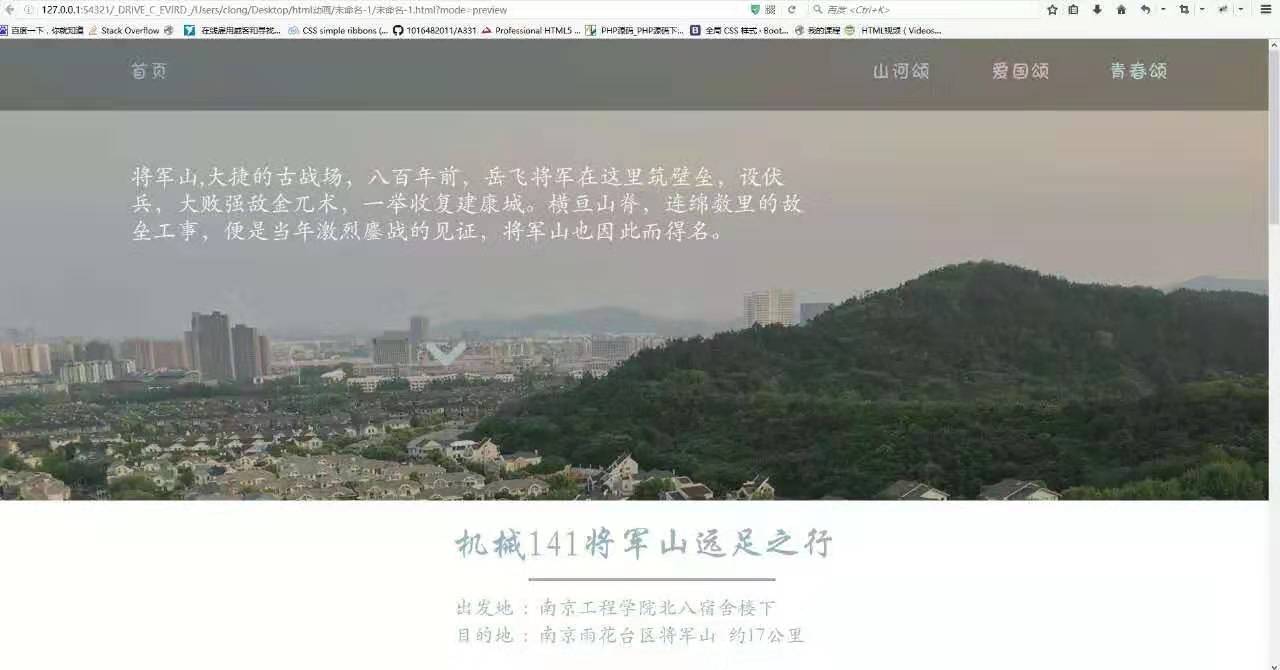 127.0.0.1:54321/_DRIVE_C_EVIRD_/Users/clong/Desktop/html动画/未命名-1/未命名-1.html?mode=preview
百度 <Ctrl+K>
百度一下，你就知道 Stack Overflow 在线雇用威客和寻找... CSS simple ribbons (... 1016482011/A331 Professional HTML5 ... PHP源码_PHP源码下... 全局 CSS 样式 · Boot... 我的课程 HTML视频（Videos...
首页 山河颂 爱国颂 青春颂
将军山,大捷的古战场，八百年前，岳飞将军在这里筑壁垒，设伏
兵，大败强敌金兀术，一举收复建康城。横亘山脊，连绵数里的故
垒工事，便是当年激烈鏖战的见证，将军山也因此而得名。
机械141将军山远足之行
出发地 ：南京工程学院北八宿舍楼下
目的地 ：南京雨花台区将军山 约17公里